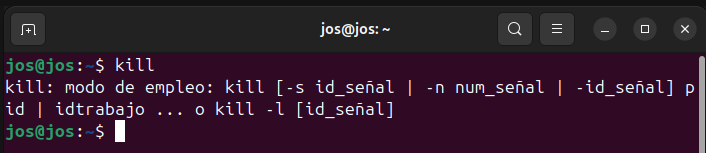 jos@jos: ~
jos@jos:~$ kill
kill: modo de empleo: kill [-s id_señal | -n num_señal | -id_señal] p
id | idtrabajo ... o kill -l [id_señal]
jos@jos:~$